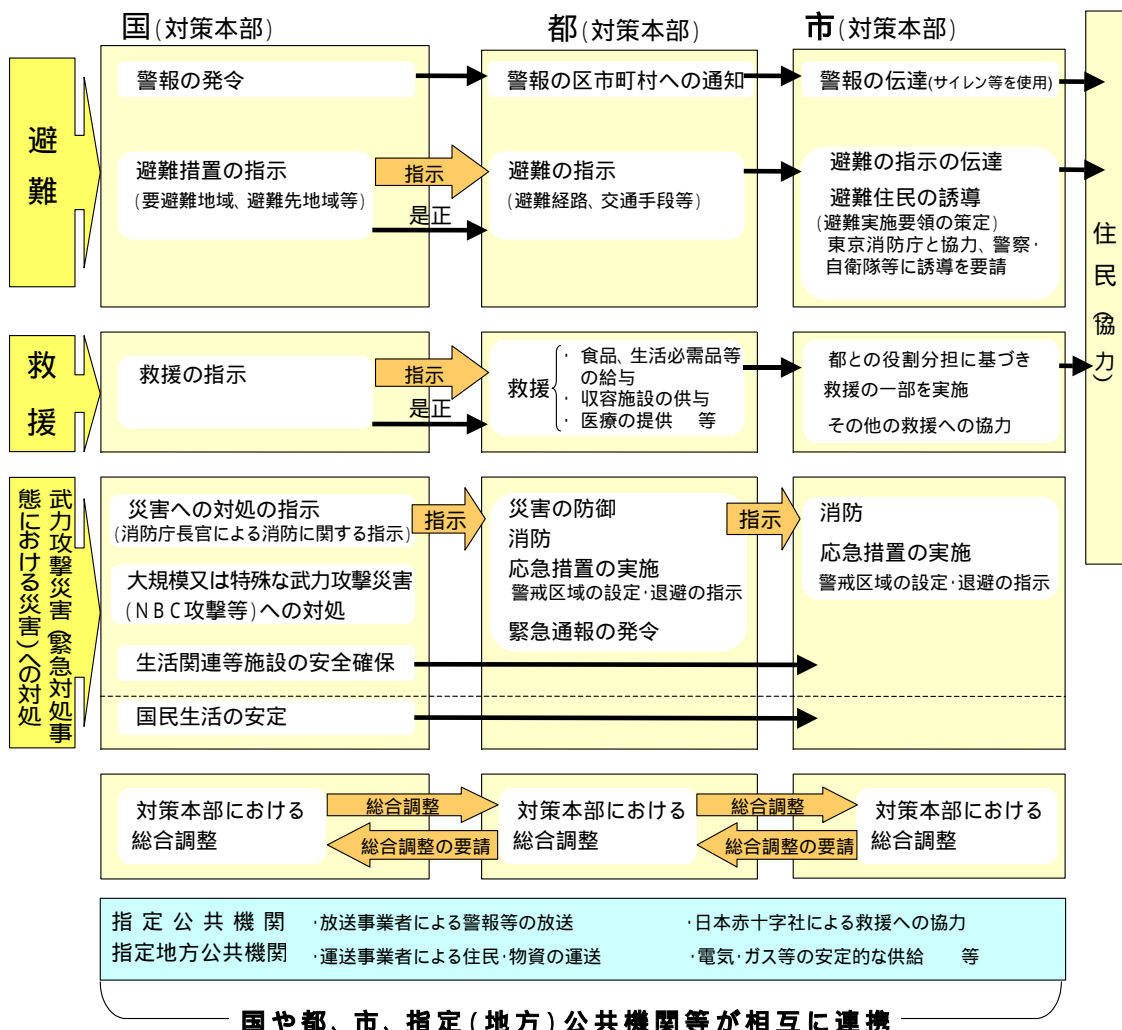 国(対策本部)
都(対策本部)
市(対策本部)
避難
警報の発令
警報の区市町村への通知
警報の伝達(サイレン等を使用)
避難措置の指示
(要避難地域、避難先地域等)
指示
是正
避難の指示
(避難経路、交通手段等)
避難の指示の伝達
避難住民の誘導
(避難実施要領の策定)
東京消防庁と協力、警察・
自衛隊等に誘導を要請
住民(協力)
救援
救援の指示
指示
是正
救援
・ 食品、生活必需品等
の給与
・ 収容施設の供与
・ 医療の提供 等
都との役割分担に基づき
救援の一部を実施
その他の救援への協力
武力攻撃災害(緊急対処事
態における災害)への対処
災害への対処の指示
(消防庁長官による消防に関する指示)
大規模又は特殊な武力攻撃災害
(NBC攻撃等)への対処
生活関連等施設の安全確保
国民生活の安定
指示
災害の防御
消防
応急措置の実施
警戒区域の設定・退避の指示
緊急通報の発令
指示
消防
応急措置の実施
警戒区域の設定・退避の指示
対策本部における
総合調整
総合調整
総合調整の要請
対策本部における
総合調整
総合調整
総合調整の要請
対策本部における
総合調整
指定公共機関
指定地方公共機関
・放送事業者による警報等の放送
・日本赤十字社による救援への協力
・運送事業者による住民・物資の運送
・電気・ガス等の安定的な供給 等
国や都、市、指定(地方)公共機関等が相互に連携